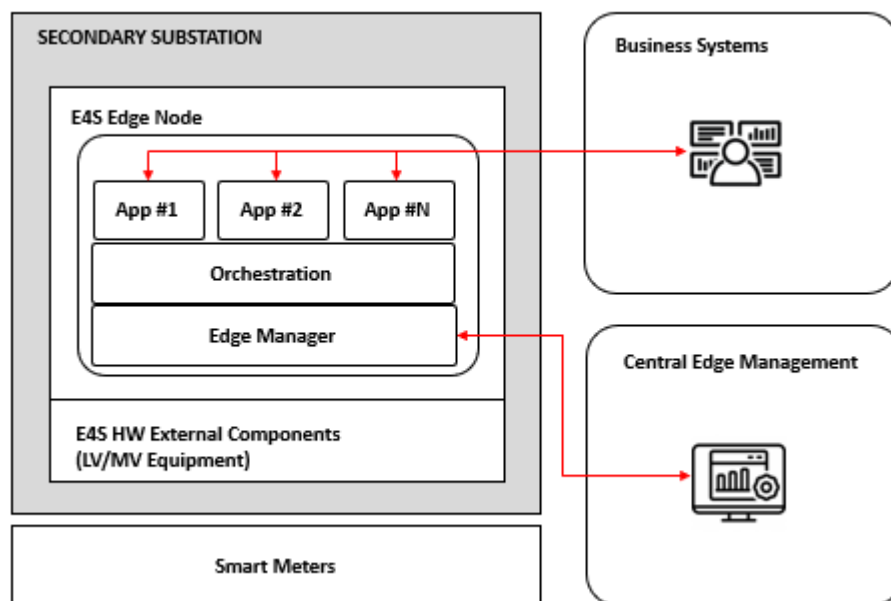 SECONDARY SUBSTATION
E4S Edge Node
App #1
App #2
App #N
Orchestration
Edge Manager
E4S HW External Components
(LV/MV Equipment)
Smart Meters
Business Systems
Central Edge Management